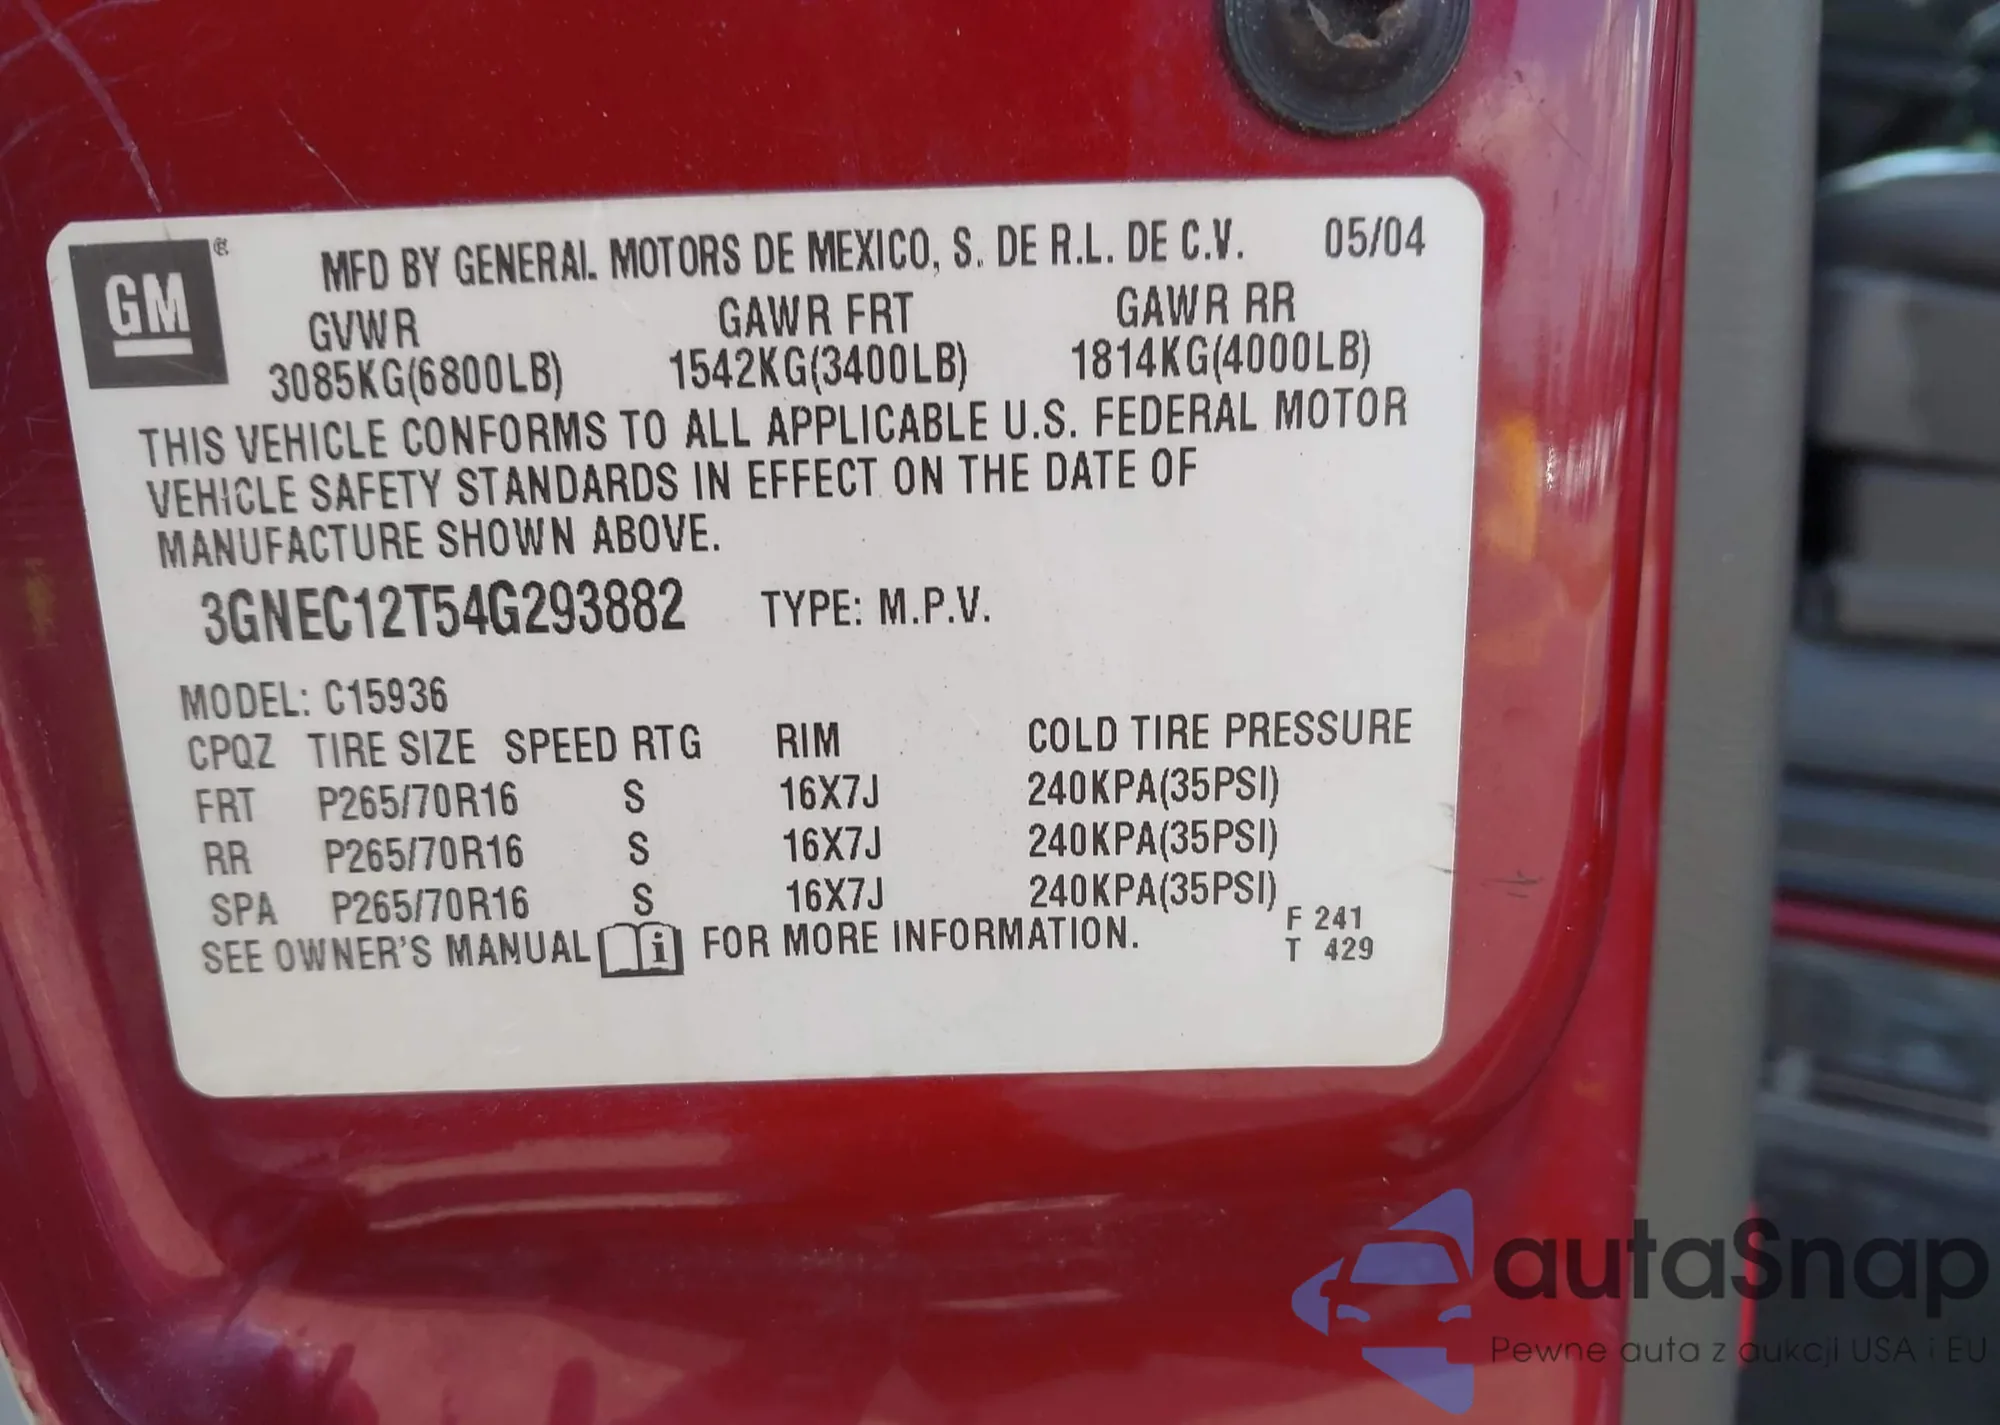 GM ®
MFD BY GENERAL MOTORS DE MEXICO, S. DE R.L. DE C.V. 05/04
GVWR GAWR FRT GAWR RR
3085KG(6800LB) 1542KG(3400LB) 1814KG(4000LB)
THIS VEHICLE CONFORMS TO ALL APPLICABLE U.S. FEDERAL MOTOR
VEHICLE SAFETY STANDARDS IN EFFECT ON THE DATE OF
MANUFACTURE SHOWN ABOVE.
3GNEC12T54G293882 TYPE: M.P.V.
MODEL: C15936
CPQZ TIRE SIZE SPEED RTG RIM COLD TIRE PRESSURE
FRT P265/70R16 S 16X7J 240KPA(35PSI)
RR P265/70R16 S 16X7J 240KPA(35PSI)
SPA P265/70R16 S 16X7J 240KPA(35PSI)
SEE OWNER'S MANUAL i FOR MORE INFORMATION.
F 241
T 429
autaSnap
Pewne auta z aukcji USA i EU